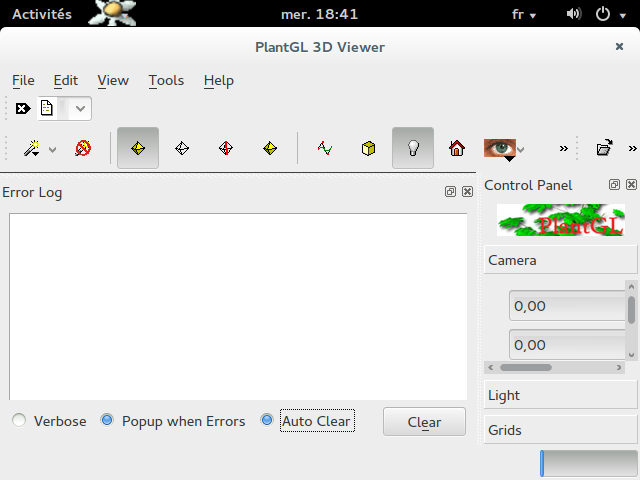 Activités mer. 18:41 fr
PlantGL 3D Viewer
File Edit View Tools Help
» »
Error Log
Control Panel
PlantGL
Camera
0,00
0,00
Light
Verbose Popup when Errors Auto Clear Clear
Grids